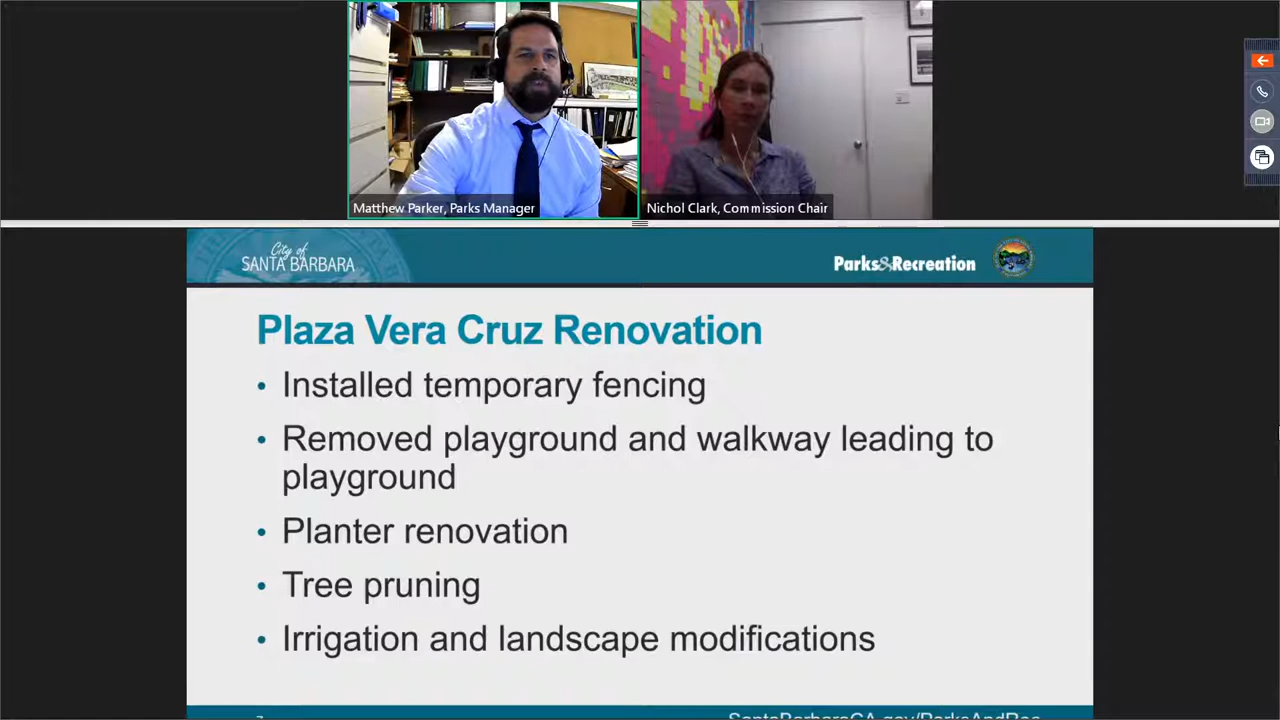 Matthew Parker, Parks Manager
Nichol Clark, Commission Chair
City of
SANTA BARBARA
Parks&Recreation
Plaza Vera Cruz Renovation
• Installed temporary fencing
• Removed playground and walkway leading to
playground
• Planter renovation
• Tree pruning
• Irrigation and landscape modifications
SantaBarbaraCA.gov/ParksAndRec